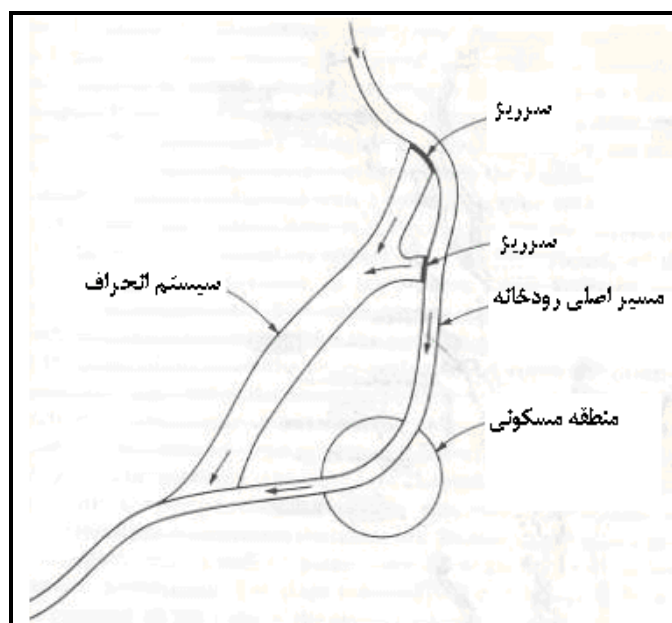 سرریز
سرریز
سیستم انحراف
مسیر اصلی رودخانه
منطقه مسکونی